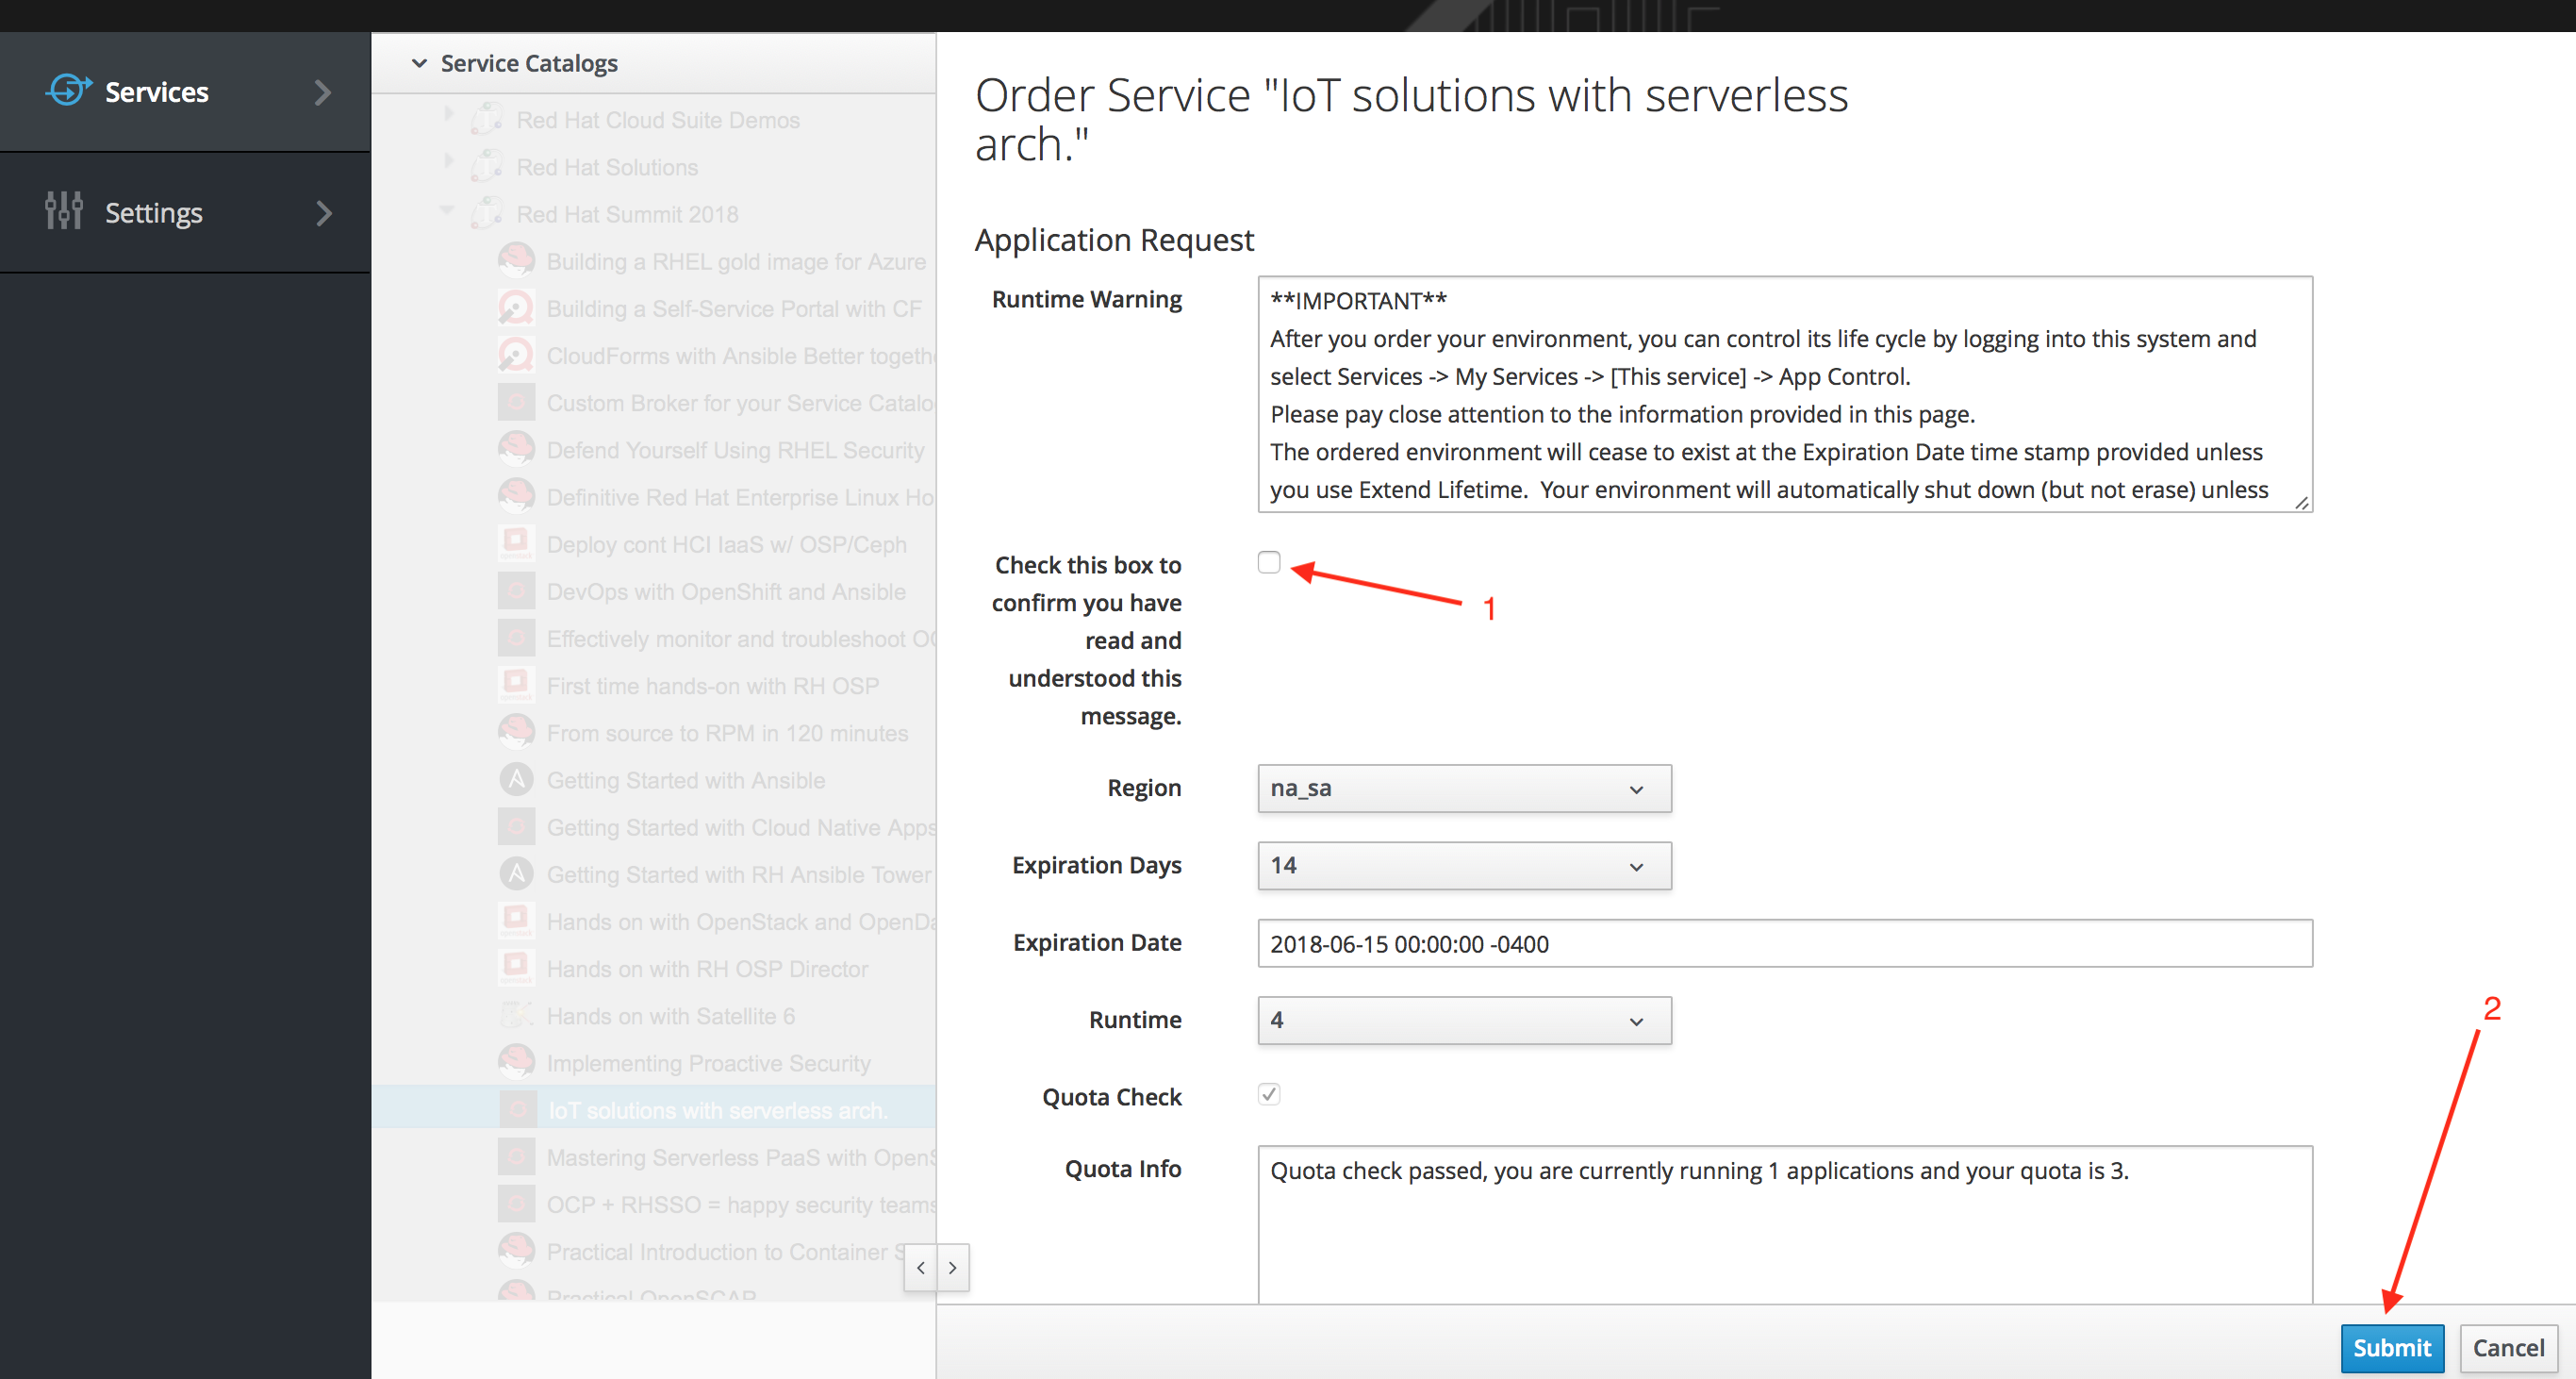 Services
Settings
Service Catalogs
Red Hat Cloud Suite Demos
Red Hat Solutions
Red Hat Summit 2018
Building a RHEL gold image for Azure
Building a Self-Service Portal with CF
CloudForms with Ansible Better togethe
Custom Broker for your Service Catalo
Defend Yourself Using RHEL Security
Definitive Red Hat Enterprise Linux Ho
Deploy cont HCI IaaS w/ OSP/Ceph
DevOps with OpenShift and Ansible
Effectively monitor and troubleshoot OC
First time hands-on with RH OSP
From source to RPM in 120 minutes
Getting Started with Ansible
Getting Started with Cloud Native Apps
Getting Started with RH Ansible Tower
Hands on with OpenStack and OpenDa
Hands on with RH OSP Director
Hands on with Satellite 6
Implementing Proactive Security
IoT solutions with serverless arch.
Mastering Serverless PaaS with OpenS
OCP + RHSSO = happy security teams
Practical Introduction to Container S
Practical OpenSCAP
Order Service "IoT solutions with serverless
arch."
Application Request
Runtime Warning
**IMPORTANT**
After you order your environment, you can control its life cycle by logging into this system and
select Services -> My Services -> [This service] -> App Control.
Please pay close attention to the information provided in this page.
The ordered environment will cease to exist at the Expiration Date time stamp provided unless
you use Extend Lifetime.  Your environment will automatically shut down (but not erase) unless
Check this box to
confirm you have
read and
understood this
message.
1
Region
na_sa
Expiration Days
14
Expiration Date
2018-06-15 00:00:00 -0400
Runtime
4
2
Quota Check
Quota Info
Quota check passed, you are currently running 1 applications and your quota is 3.
Submit
Cancel